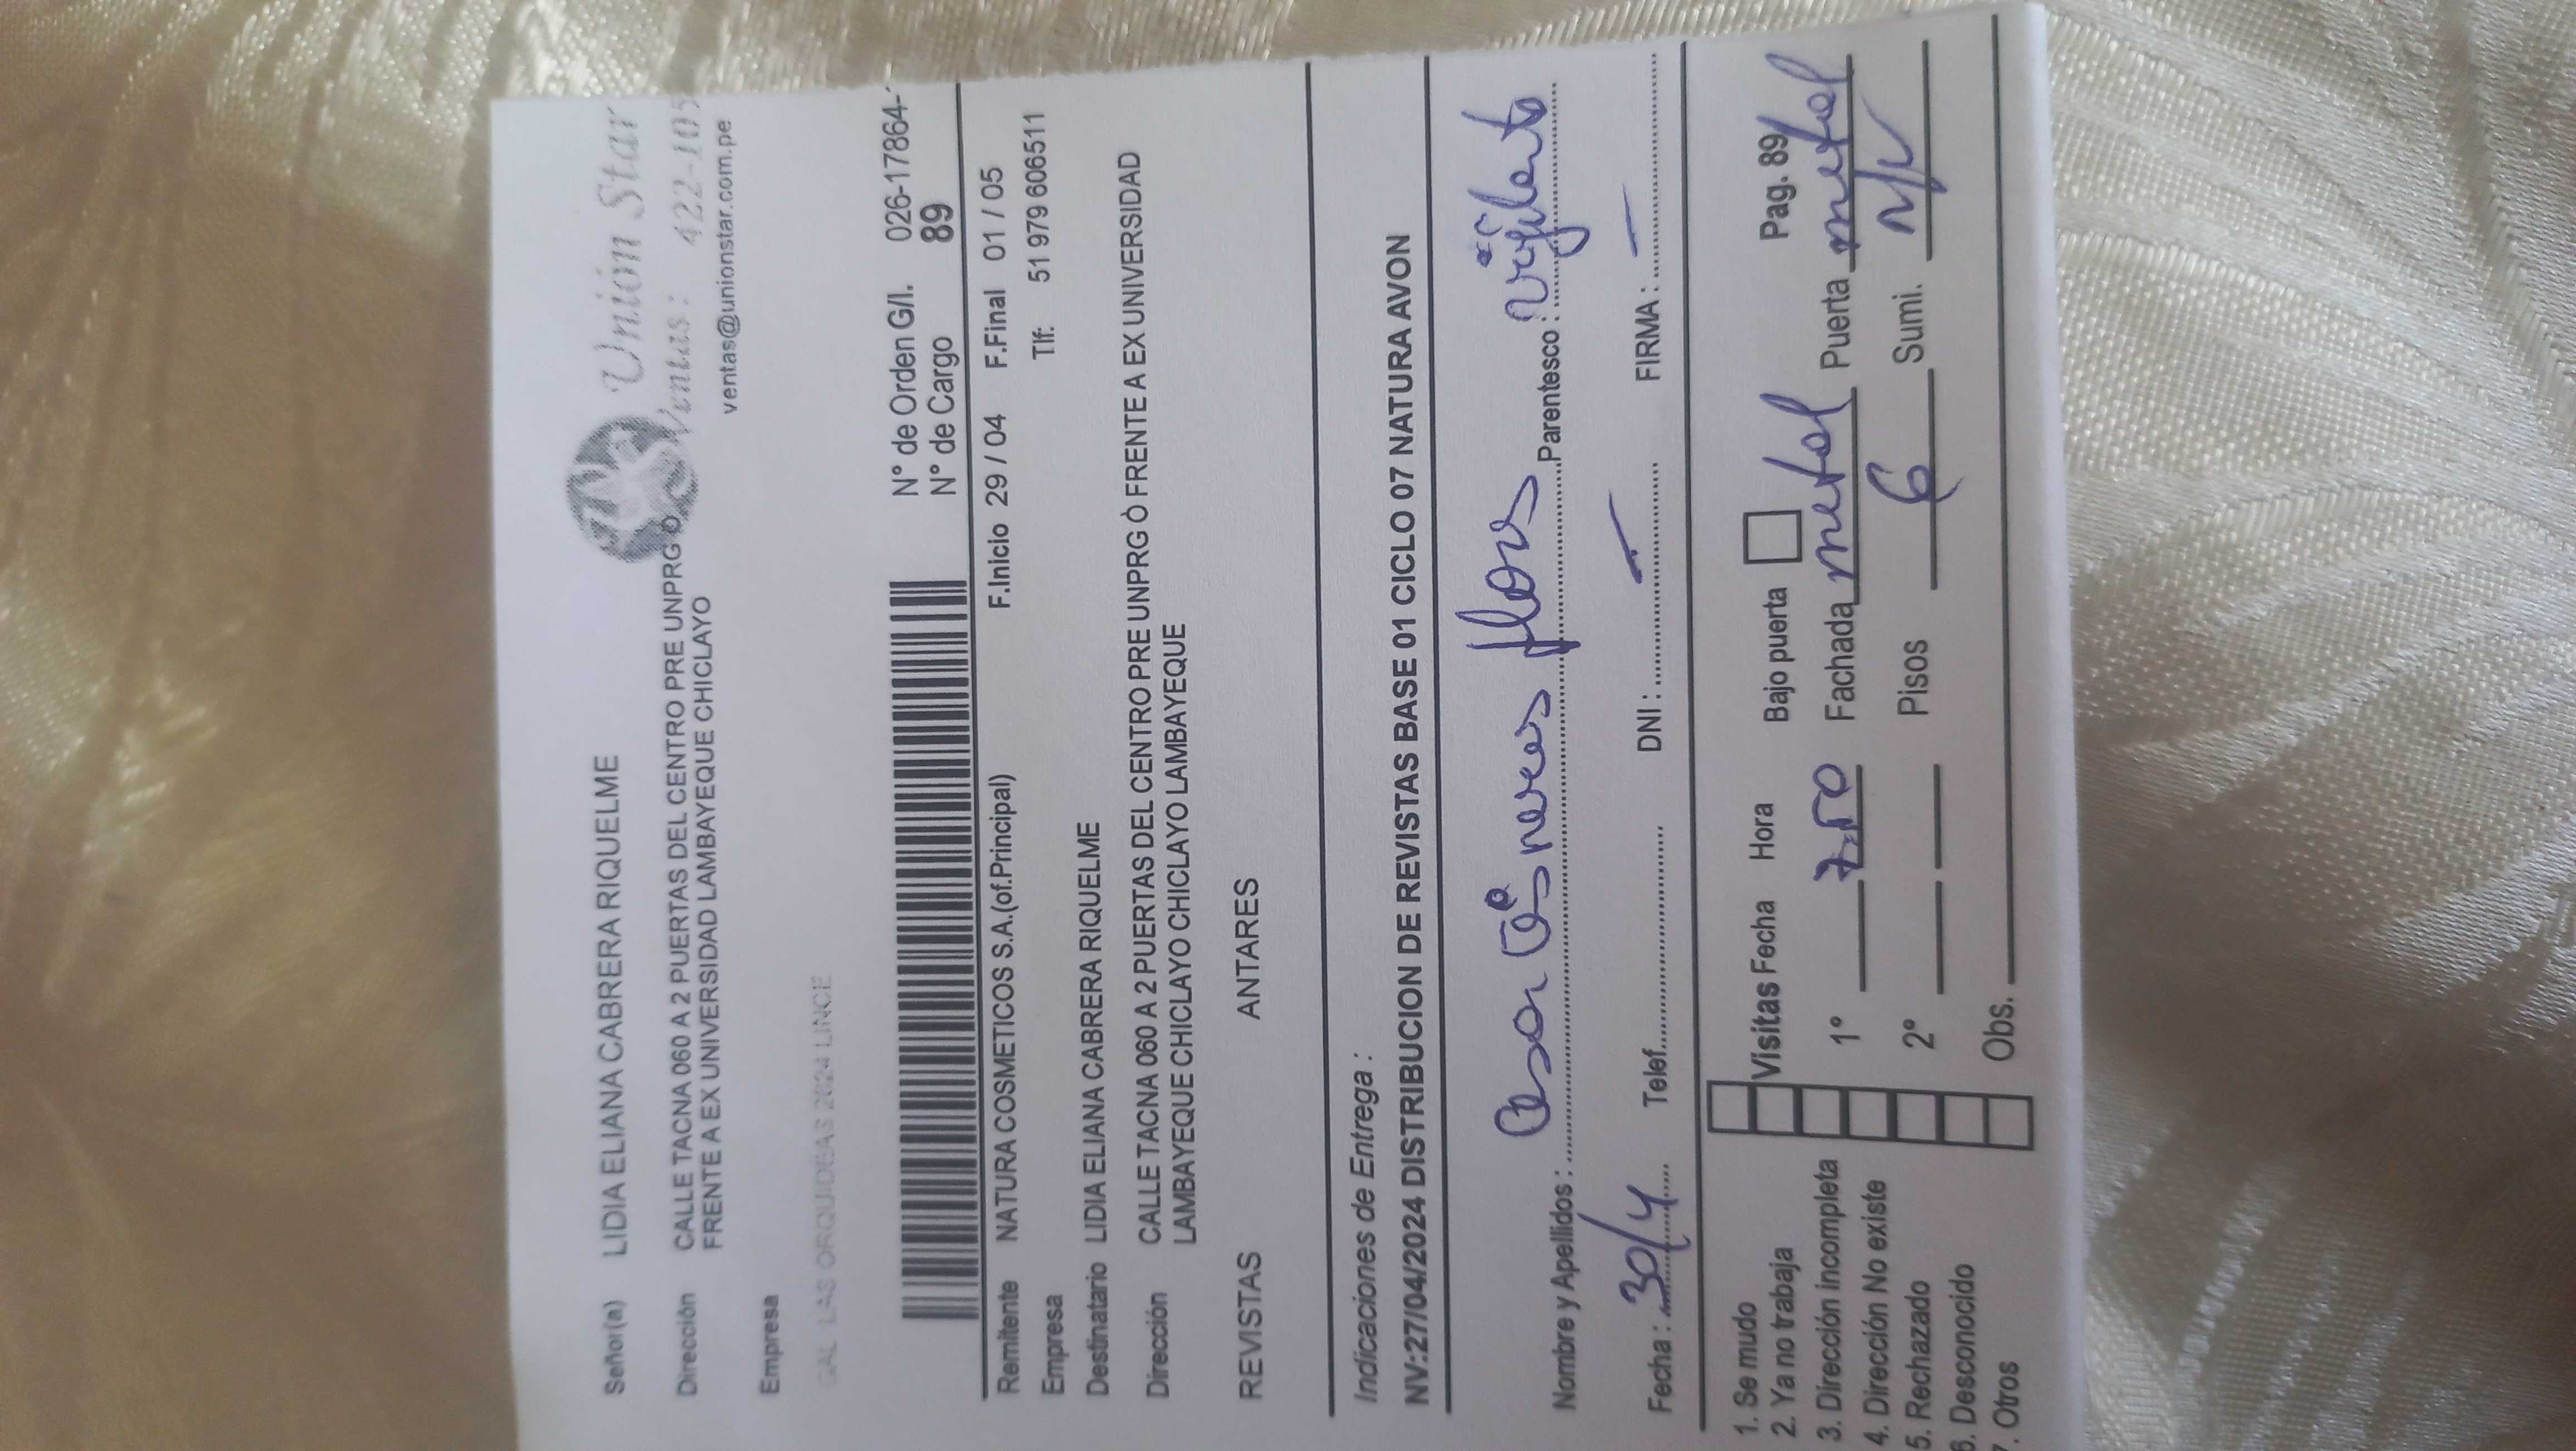 Unión Star
Ventas: 422-105
ventas@unionstar.com.pe
Señor(a) LIDIA ELIANA CABRERA RIQUELME
Dirección CALLE TACNA 060 A 2 PUERTAS DEL CENTRO PRE UNPRG Ò
FRENTE A EX UNIVERSIDAD LAMBAYEQUE CHICLAYO
Empresa
CAL LAS ORQUIDEAS 2624 LINCE
N° de Orden G/l. 026-17864-
N° de Cargo 89
F.Inicio 29 / 04 F.Final 01 / 05
Remitente NATURA COSMETICOS S.A.(of.Principal)
Empresa Tlf: 51 979 606511
Destinatario LIDIA ELIANA CABRERA RIQUELME
Dirección CALLE TACNA 060 A 2 PUERTAS DEL CENTRO PRE UNPRG Ò FRENTE A EX UNIVERSIDAD
LAMBAYEQUE CHICLAYO CHICLAYO LAMBAYEQUE
REVISTAS ANTARES
Indicaciones de Entrega :
NV:27/04/2024 DISTRIBUCION DE REVISTAS BASE 01 CICLO 07 NATURA AVON
Nombre y Apellidos : flores Parentesco : vigilante
Fecha : 30/4 Telef. DNI : FIRMA :
1. Se mudo
2. Ya no trabaja
3. Dirección incompleta
4. Dirección No existe
5. Rechazado
6. Desconocido
7. Otros
Visitas Fecha Hora Bajo puerta Pag. 89
1° Fachada metal Puerta metal
2° Pisos 6 Sumi. N/V
Obs.